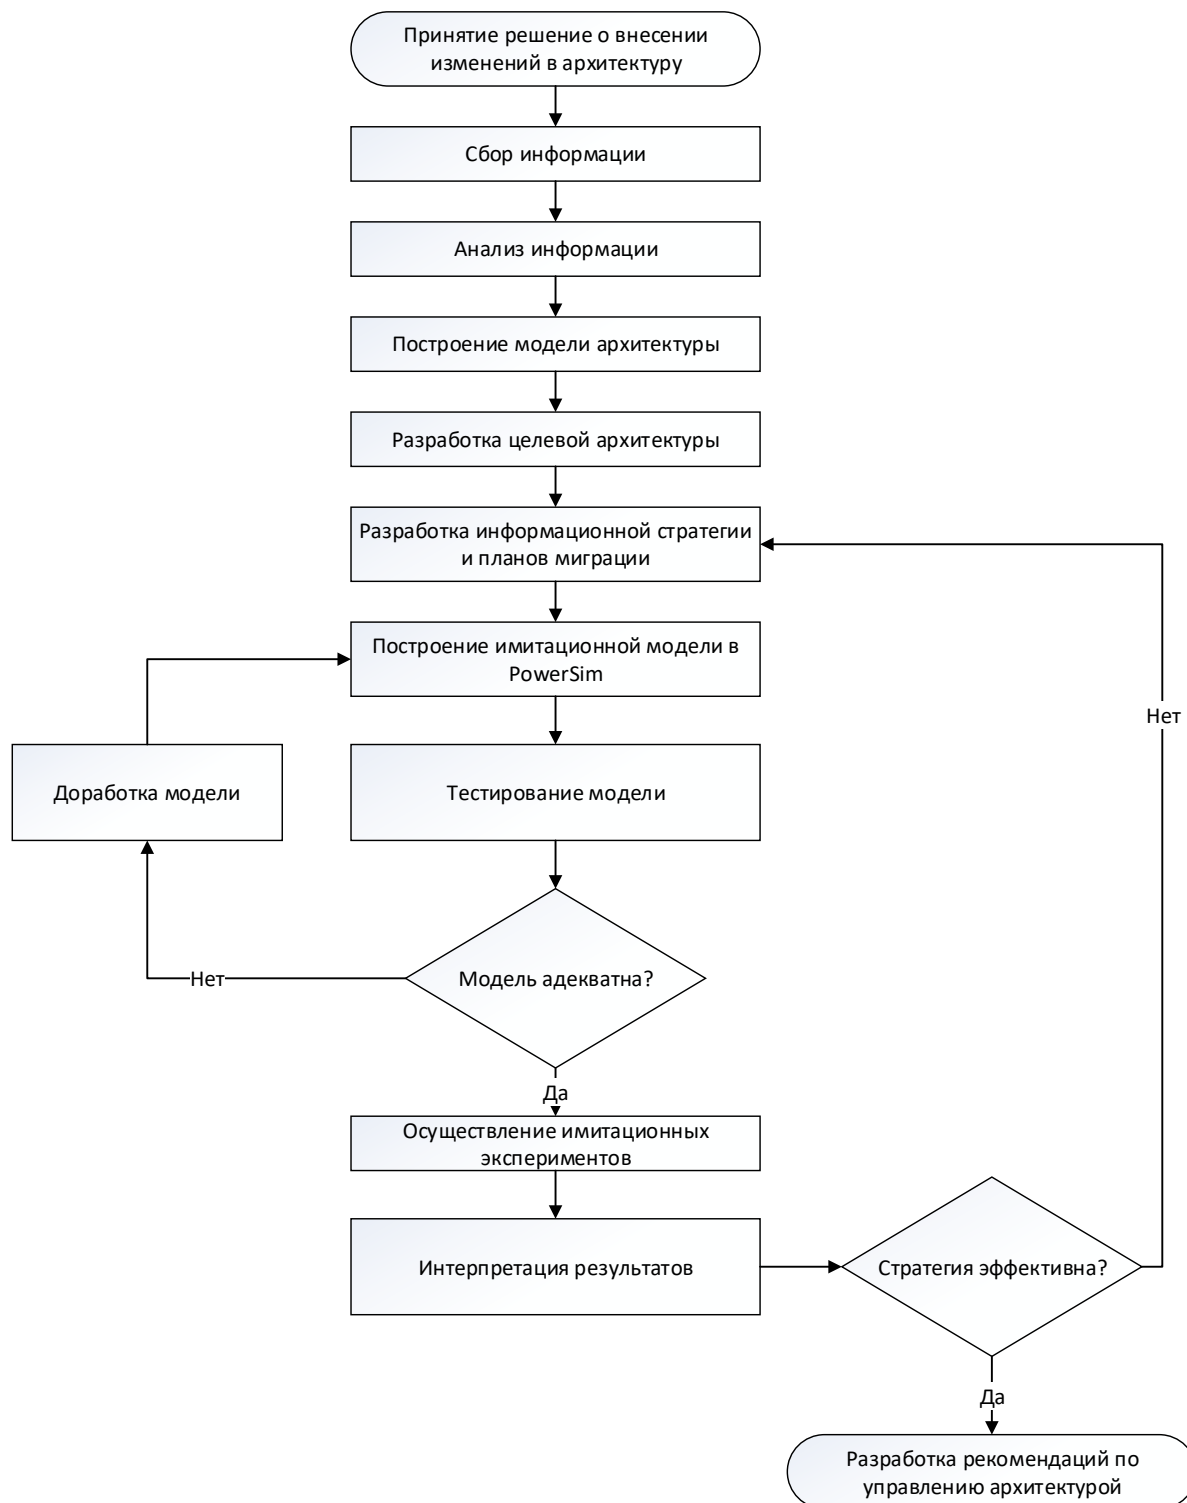 Принятие решение о внесении
изменений в архитектуру
Сбор информации
Анализ информации
Построение модели архитектуры
Разработка целевой архитектуры
Разработка информационной стратегии
и планов миграции
Построение имитационной модели в
PowerSim
Нет
Доработка модели
Тестирование модели
Модель адекватна?
Нет
Да
Осуществление имитационных
экспериментов
Интерпретация результатов
Стратегия эффективна?
Да
Разработка рекомендаций по
управлению архитектурой